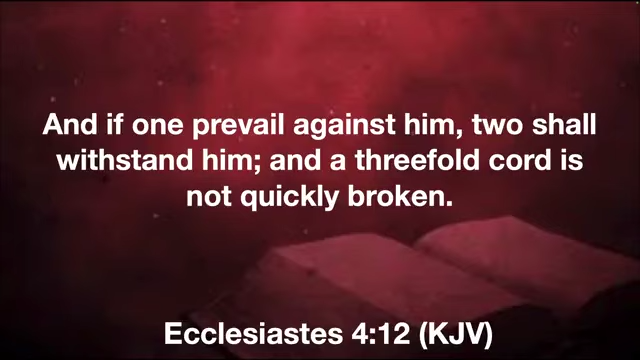 And if one prevail against him, two shall
withstand him; and a threefold cord is
not quickly broken.
Ecclesiastes 4:12 (KJV)